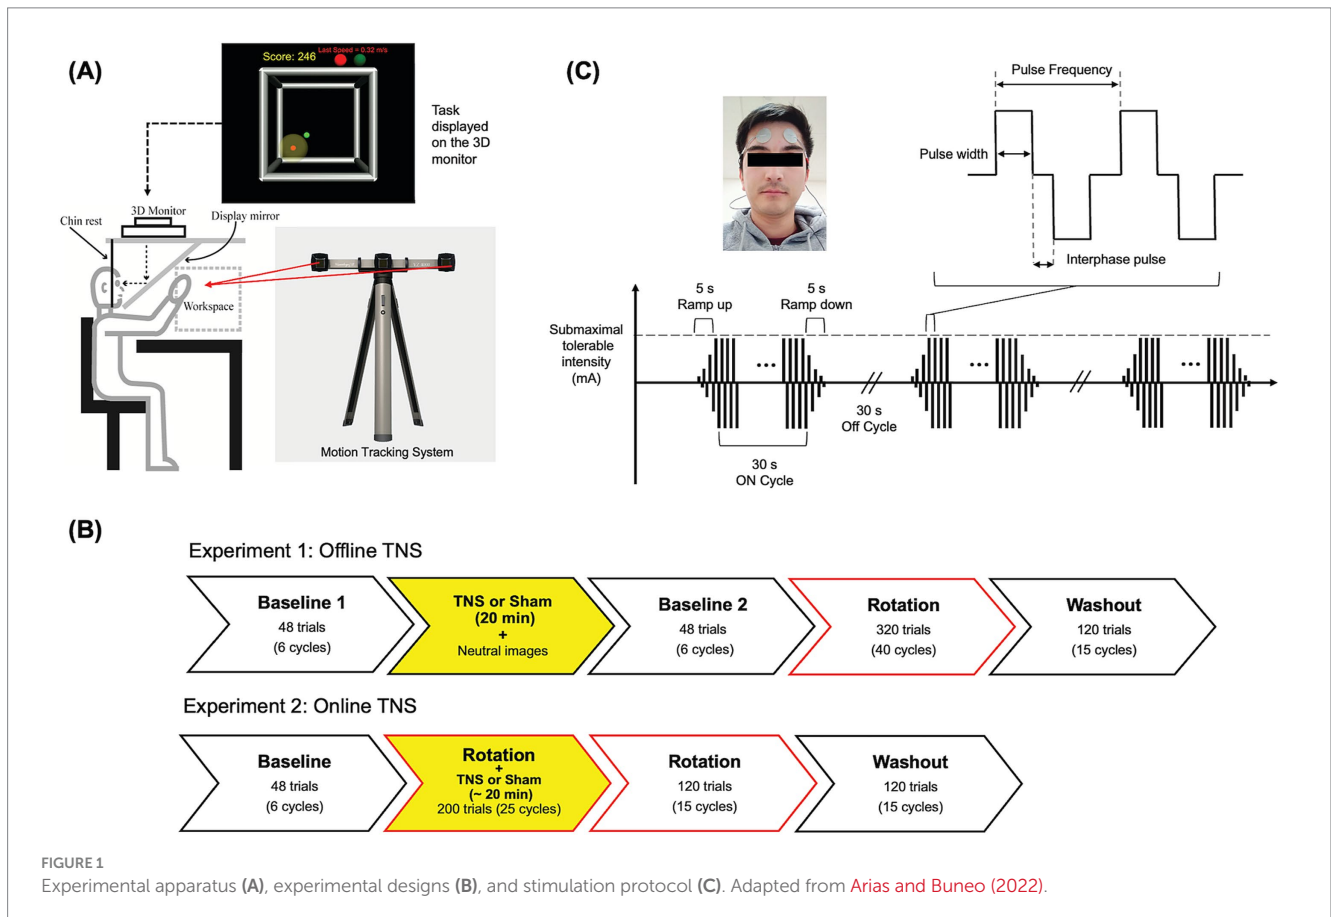 (A)
Score: 246
Last Speed = 0.32 m/s
Task
displayed
on the 3D
monitor
3D Monitor
Chin rest
Display mirror
Workspace
Motion Tracking System
(C)
Pulse Frequency
Pulse width
Interphase pulse
5 s
Ramp up
5 s
Ramp down
Submaximal
tolerable
intensity
(mA)
30 s
Off Cycle
30 s
ON Cycle
(B)
Experiment 1: Offline TNS
Baseline 1
48 trials
(6 cycles)
TNS or Sham
(20 min)
+
Neutral images
Baseline 2
48 trials
(6 cycles)
Rotation
320 trials
(40 cycles)
Washout
120 trials
(15 cycles)
Experiment 2: Online TNS
Baseline
48 trials
(6 cycles)
Rotation
+
TNS or Sham
(~ 20 min)
200 trials (25 cycles)
Rotation
120 trials
(15 cycles)
Washout
120 trials
(15 cycles)
FIGURE 1
Experimental apparatus (A), experimental designs (B), and stimulation protocol (C). Adapted from Arias and Buneo (2022).